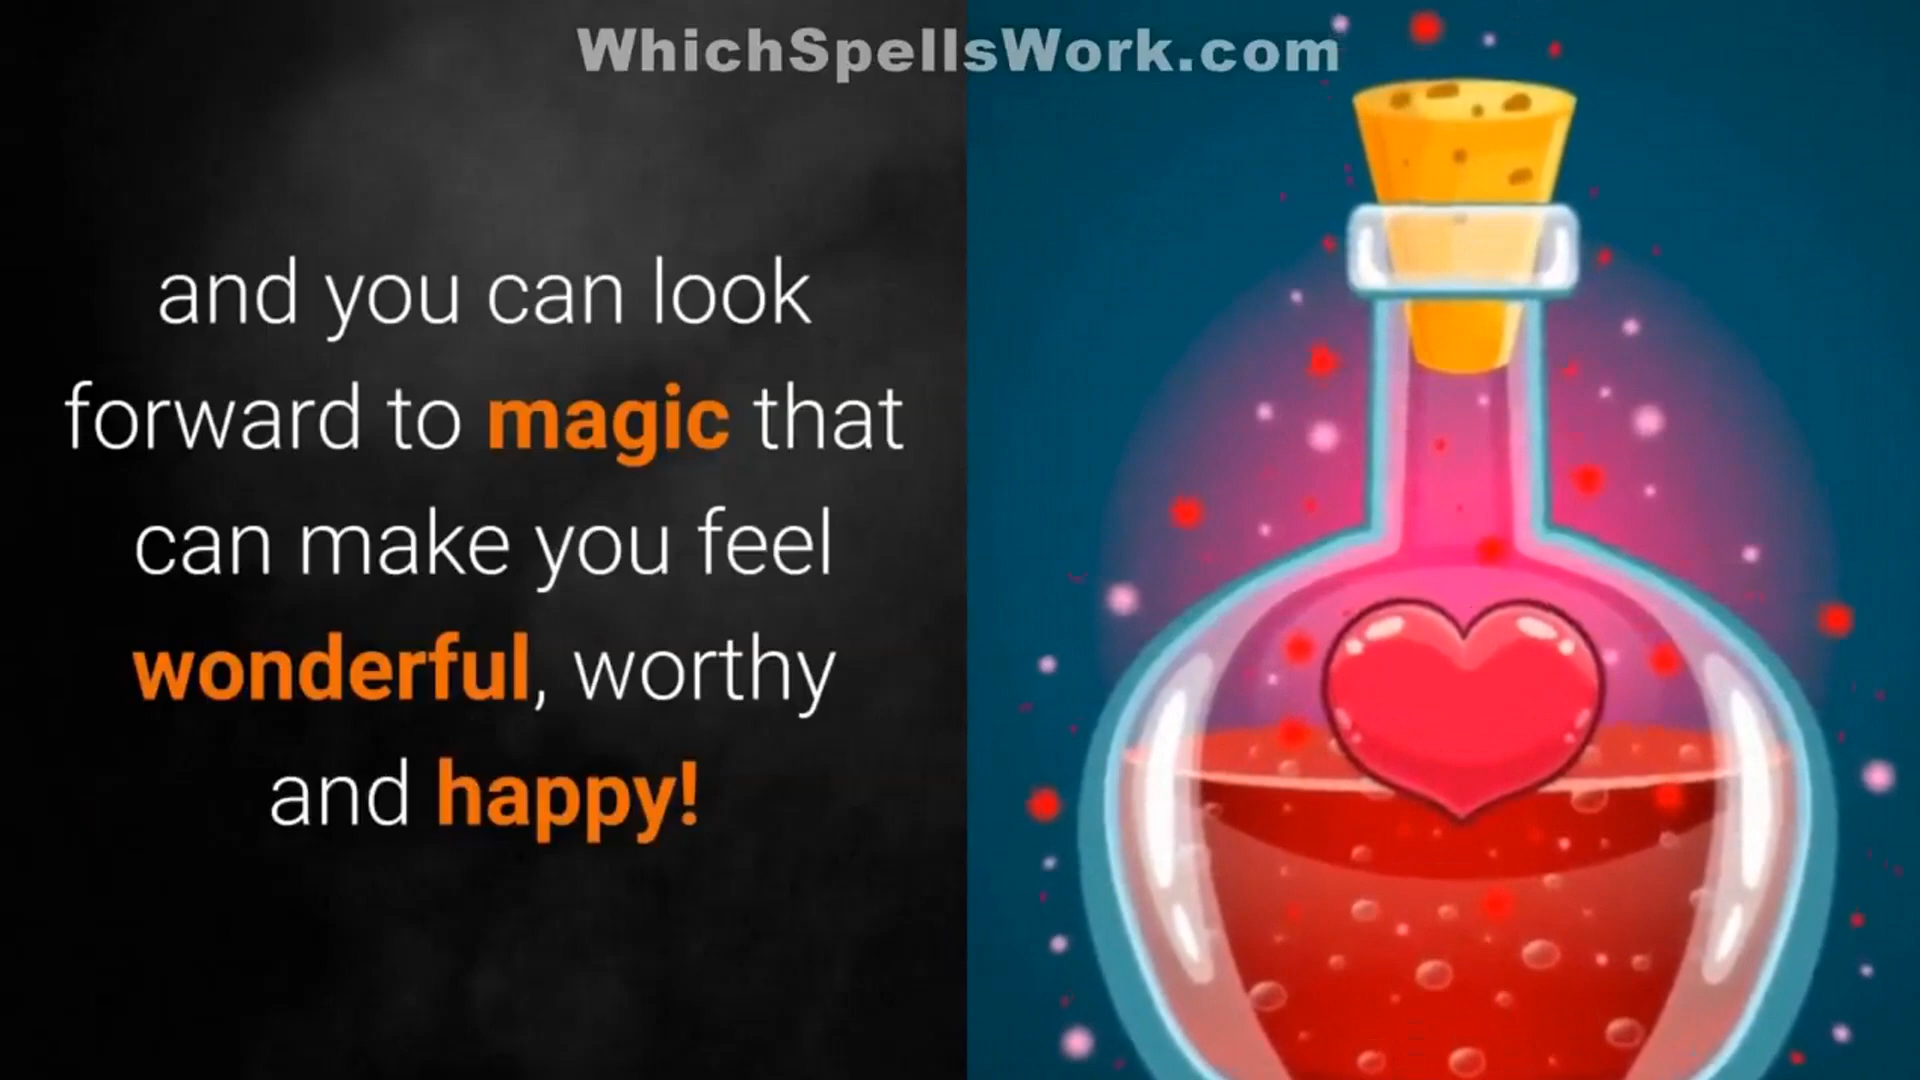 WhichSpellsWork.com
and you can look
forward to magic that
can make you feel
wonderful, worthy
and happy!